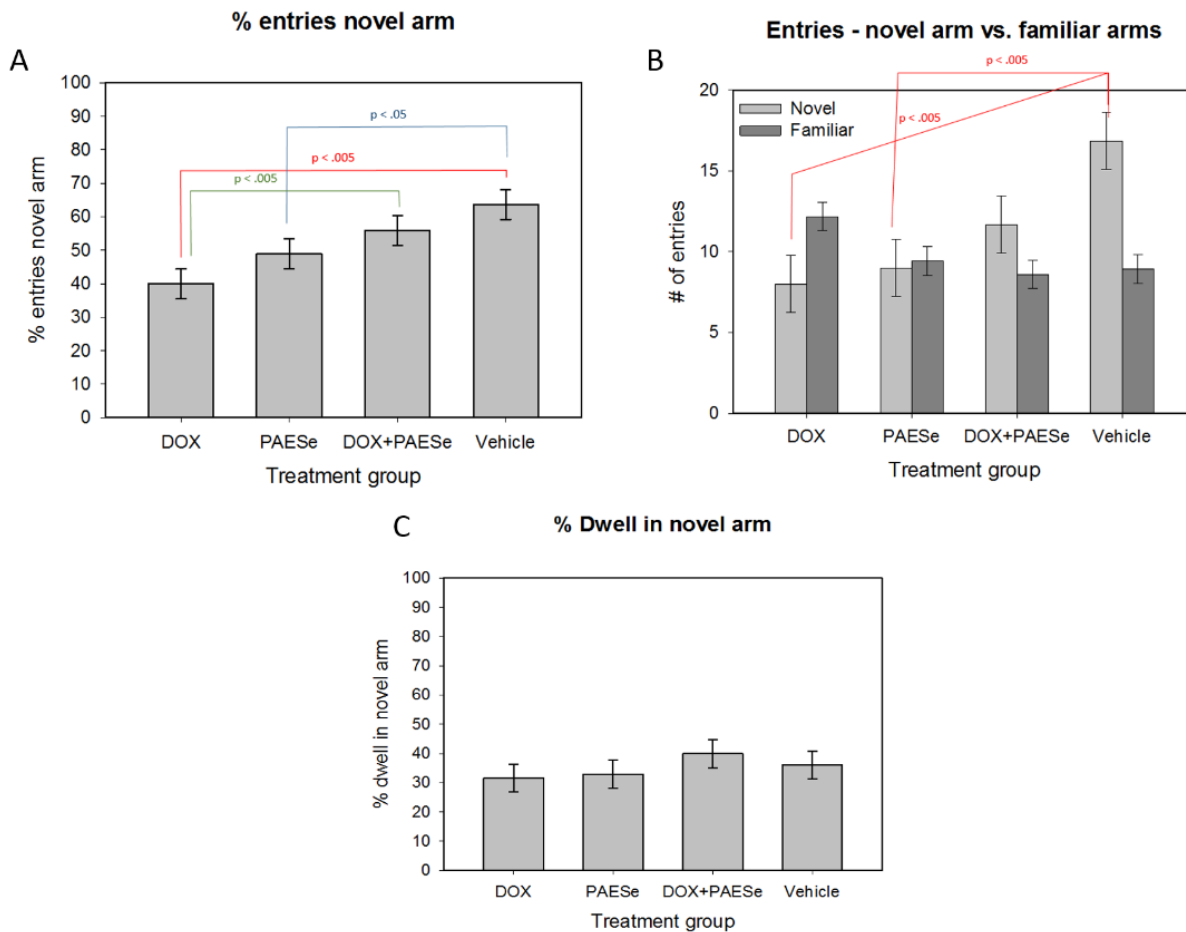 % entries novel arm
A
% entries novel arm
100
90
80
70
60
50
40
30
20
10
0
p < .05
p < .005
p < .005
DOX PAESe DOX+PAESe Vehicle
Treatment group
Entries - novel arm vs. familiar arms
B
# of entries
20
15
10
5
0
p < .005
p < .005
Novel
Familiar
DOX PAESe DOX+PAESe Vehicle
Treatment group
C
% Dwell in novel arm
% dwell in novel arm
100
90
80
70
60
50
40
30
20
10
0
DOX PAESe DOX+PAESe Vehicle
Treatment group